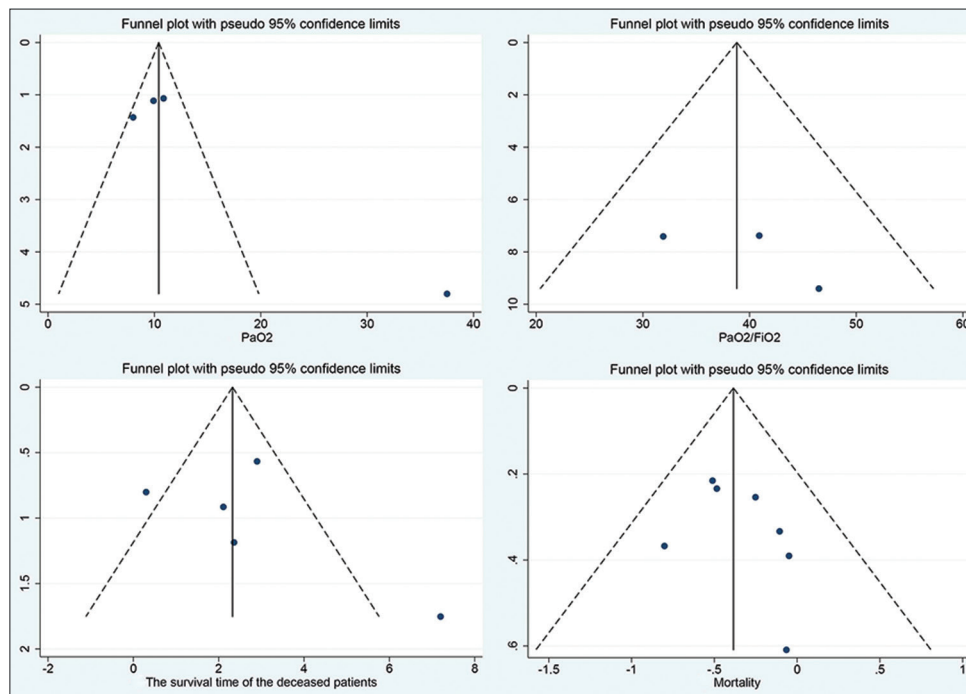 Funnel plot with pseudo 95% confidence limits
0
1
2
3
4
5
0 10 20 30 40
PaO2
Funnel plot with pseudo 95% confidence limits
0
2
4
6
8
10
20 30 40 50 60
PaO2/FiO2
Funnel plot with pseudo 95% confidence limits
0
.5
1
1.5
2
-2 0 2 4 6 8
The survival time of the deceased patients
Funnel plot with pseudo 95% confidence limits
0
.2
.4
.6
-1.5 -1 -.5 0 .5 1
Mortality